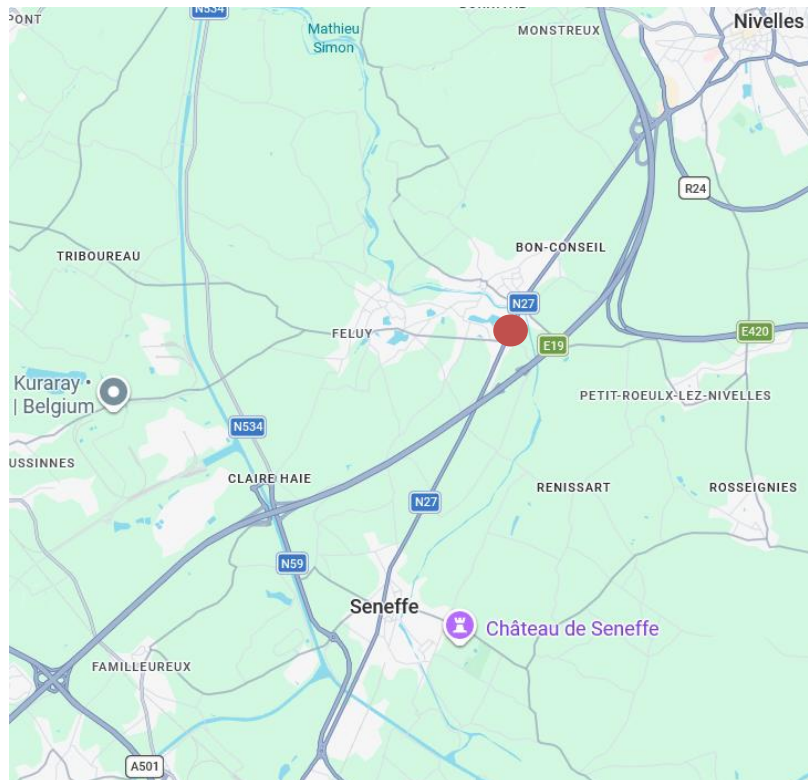 N534
PONT
Mathieu
Simon
MONSTREUX
Nivelles
R24
TRIBOUREAU
BON-CONSEIL
N27
FELUY
E19
E420
Kuraray •
| Belgium
PETIT-ROEULX-LEZ-NIVELLES
N534
USSINNES
CLAIRE HAIE
RENISSART
ROSSEIGNIES
N27
N59
Seneffe
Château de Seneffe
FAMILLEUREUX
A501